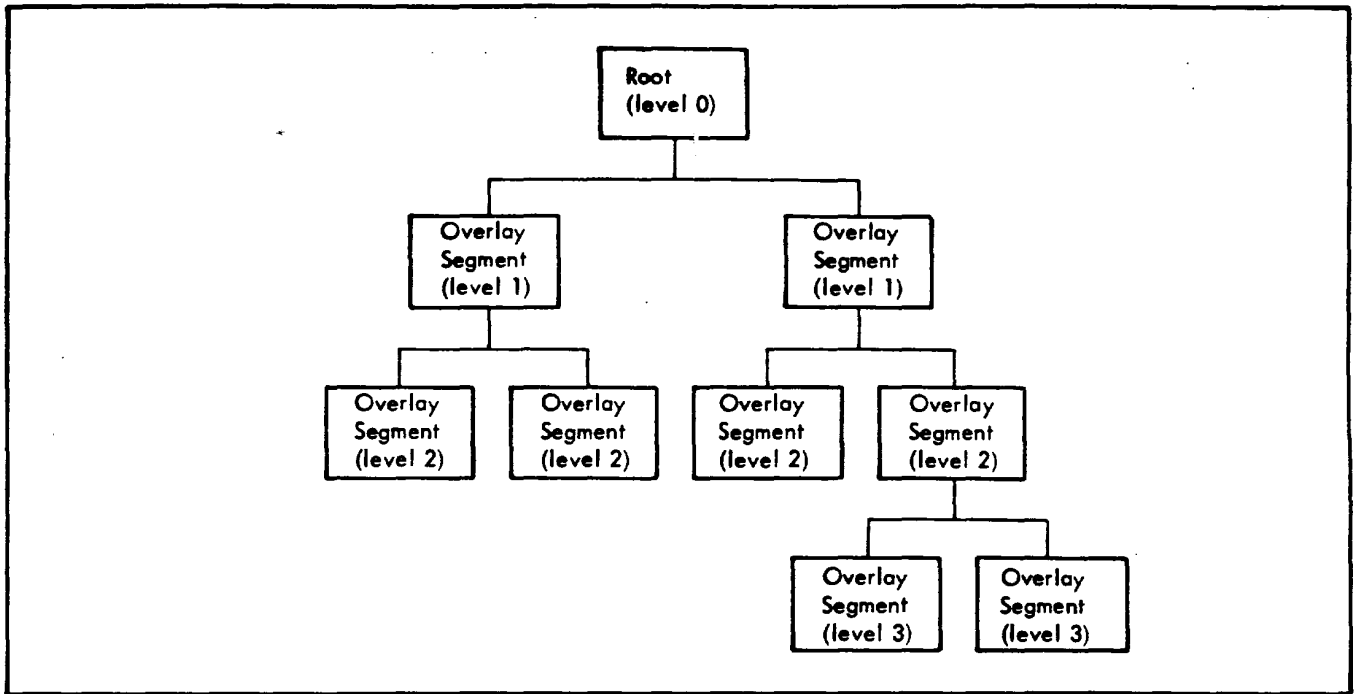 Root
(level 0)
Overlay
Segment
(level 1)
Overlay
Segment
(level 1)
Overlay
Segment
(level 2)
Overlay
Segment
(level 2)
Overlay
Segment
(level 2)
Overlay
Segment
(level 2)
Overlay
Segment
(level 3)
Overlay
Segment
(level 3)